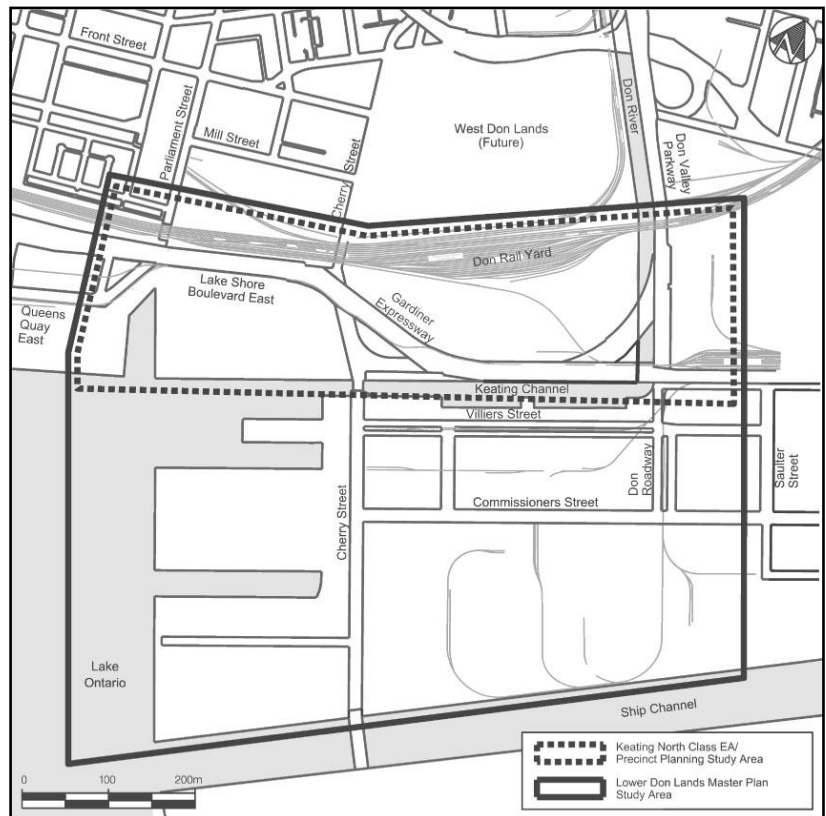 Front Street
Parliament Street
Mill Street
Cherry
Street
West Don Lands
(Future)
Don River
Don Valley
Parkway
Don Rail Yard
Lake Shore
Boulevard East
Gardiner
Expressway
Queens
Quay
East
Keating Channel
Villiers Street
Don
Roadway
Saulter
Street
Commissioners Street
Cherry Street
Lake
Ontario
Ship Channel
0 100 200m
Keating North Class EA/
Precinct Planning Study Area
Lower Don Lands Master Plan
Study Area